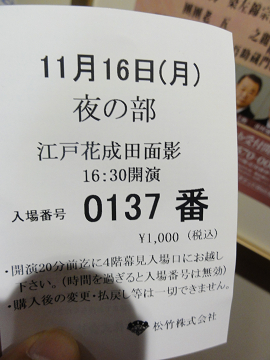 11月16日(月)
夜の部
江戸花成田面影
16:30開演
入場番号 0137 番
¥1,000 (税込)
・開演20分前迄に4階幕見入場口にお越し
下さい。(時間を過ぎると入場番号は無効)
・購入後の変更・払戻し等は一切できません。
松竹株式会社